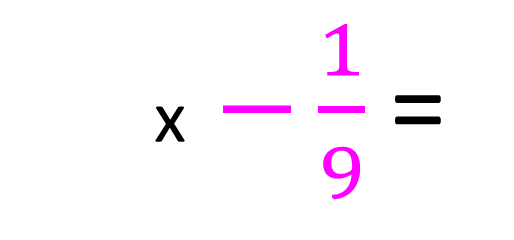 x − 1/9 =